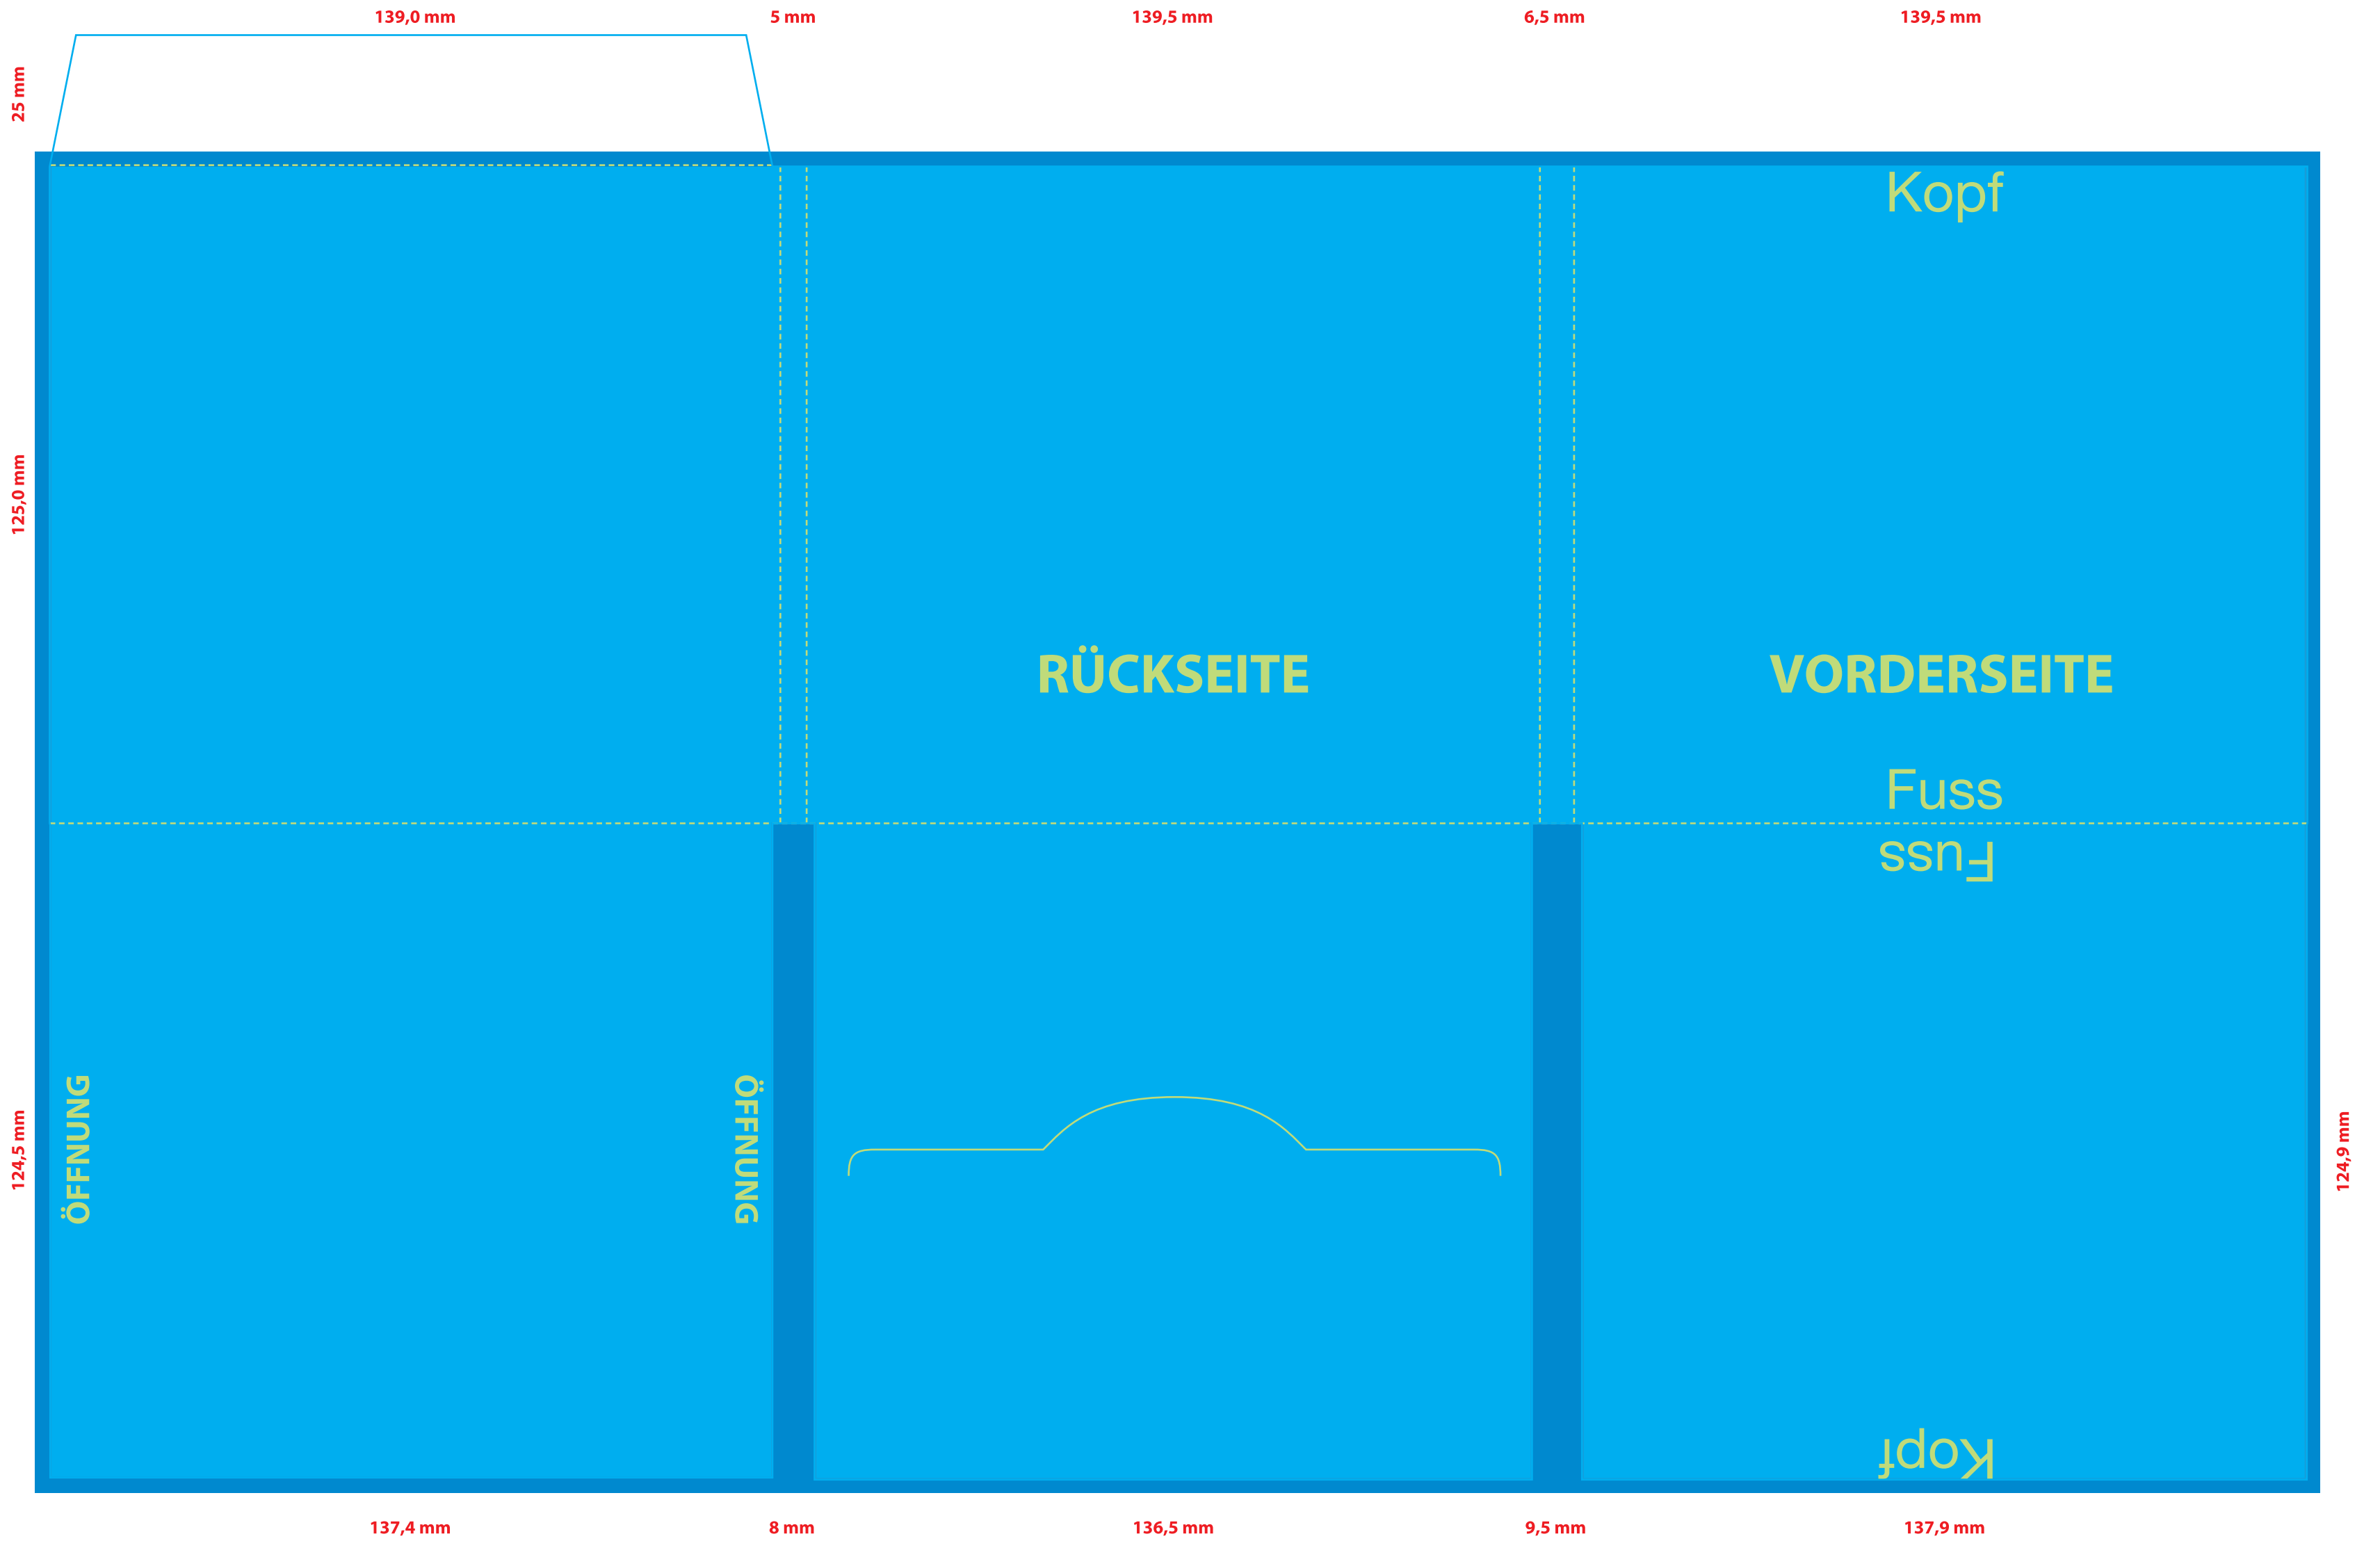 139,0 mm
5 mm
139,5 mm
6,5 mm
139,5 mm
25 mm
Kopf
125,0 mm
RÜCKSEITE
VORDERSEITE
Fuss
Fuss
ÖFFNUNG
ÖFFNUNG
124,5 mm
124,9 mm
Kopf
137,4 mm
8 mm
136,5 mm
9,5 mm
137,9 mm